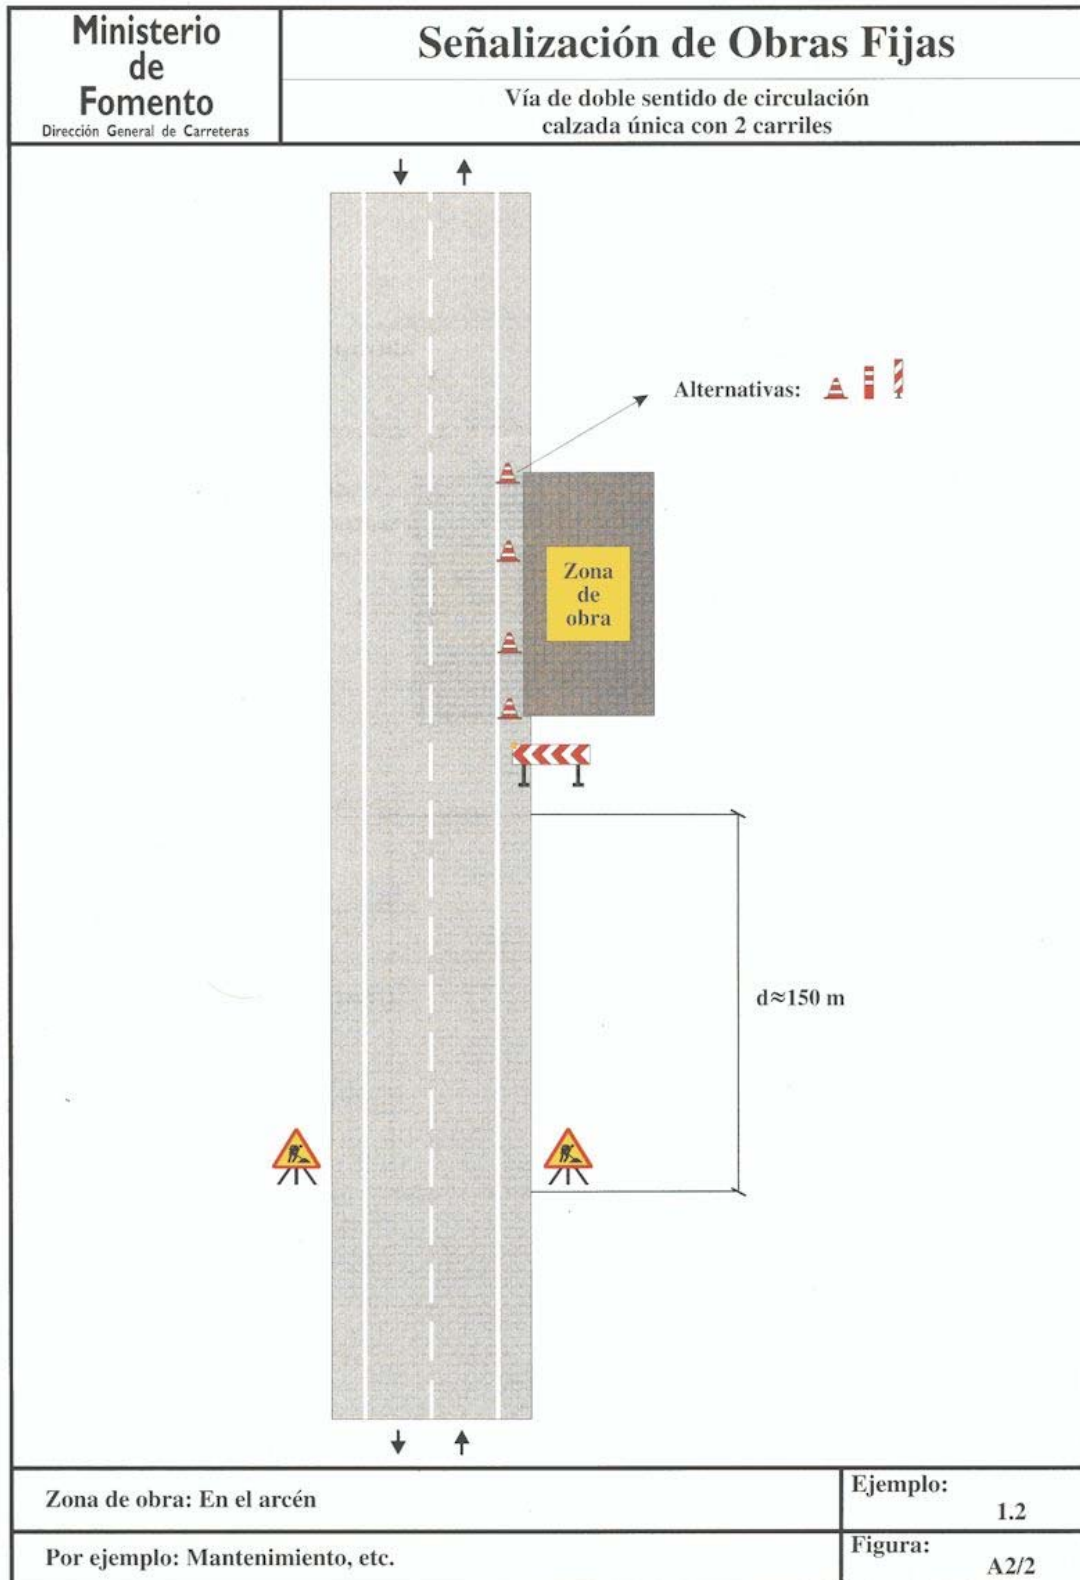 Ministerio
de
Fomento
Dirección General de Carreteras
Señalización de Obras Fijas
Vía de doble sentido de circulación
calzada única con 2 carriles
Alternativas:
Zona
de
obra
d≈150 m
Zona de obra: En el arcén
Ejemplo:
1.2
Por ejemplo: Mantenimiento, etc.
Figura:
A2/2